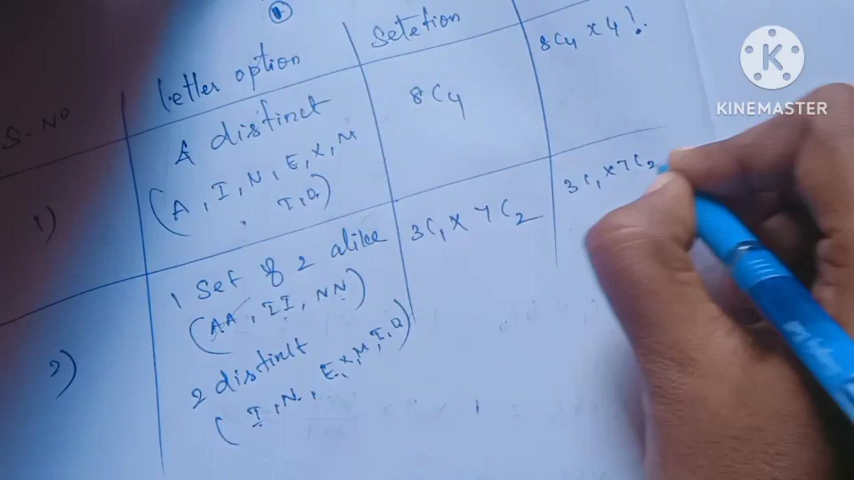 ①
S. No
letter option
Setetion
8C4 x 4!.
1)
4 distinct
(A, I, N, E, X, M
, I, O)
8C4
2)
1 Set of 2 alike
(AA, II, NN)
2 distinct
(I, N, E, X, M, I, O)
3C1 x 7C2
3C1 x 7C2
KINEMASTER